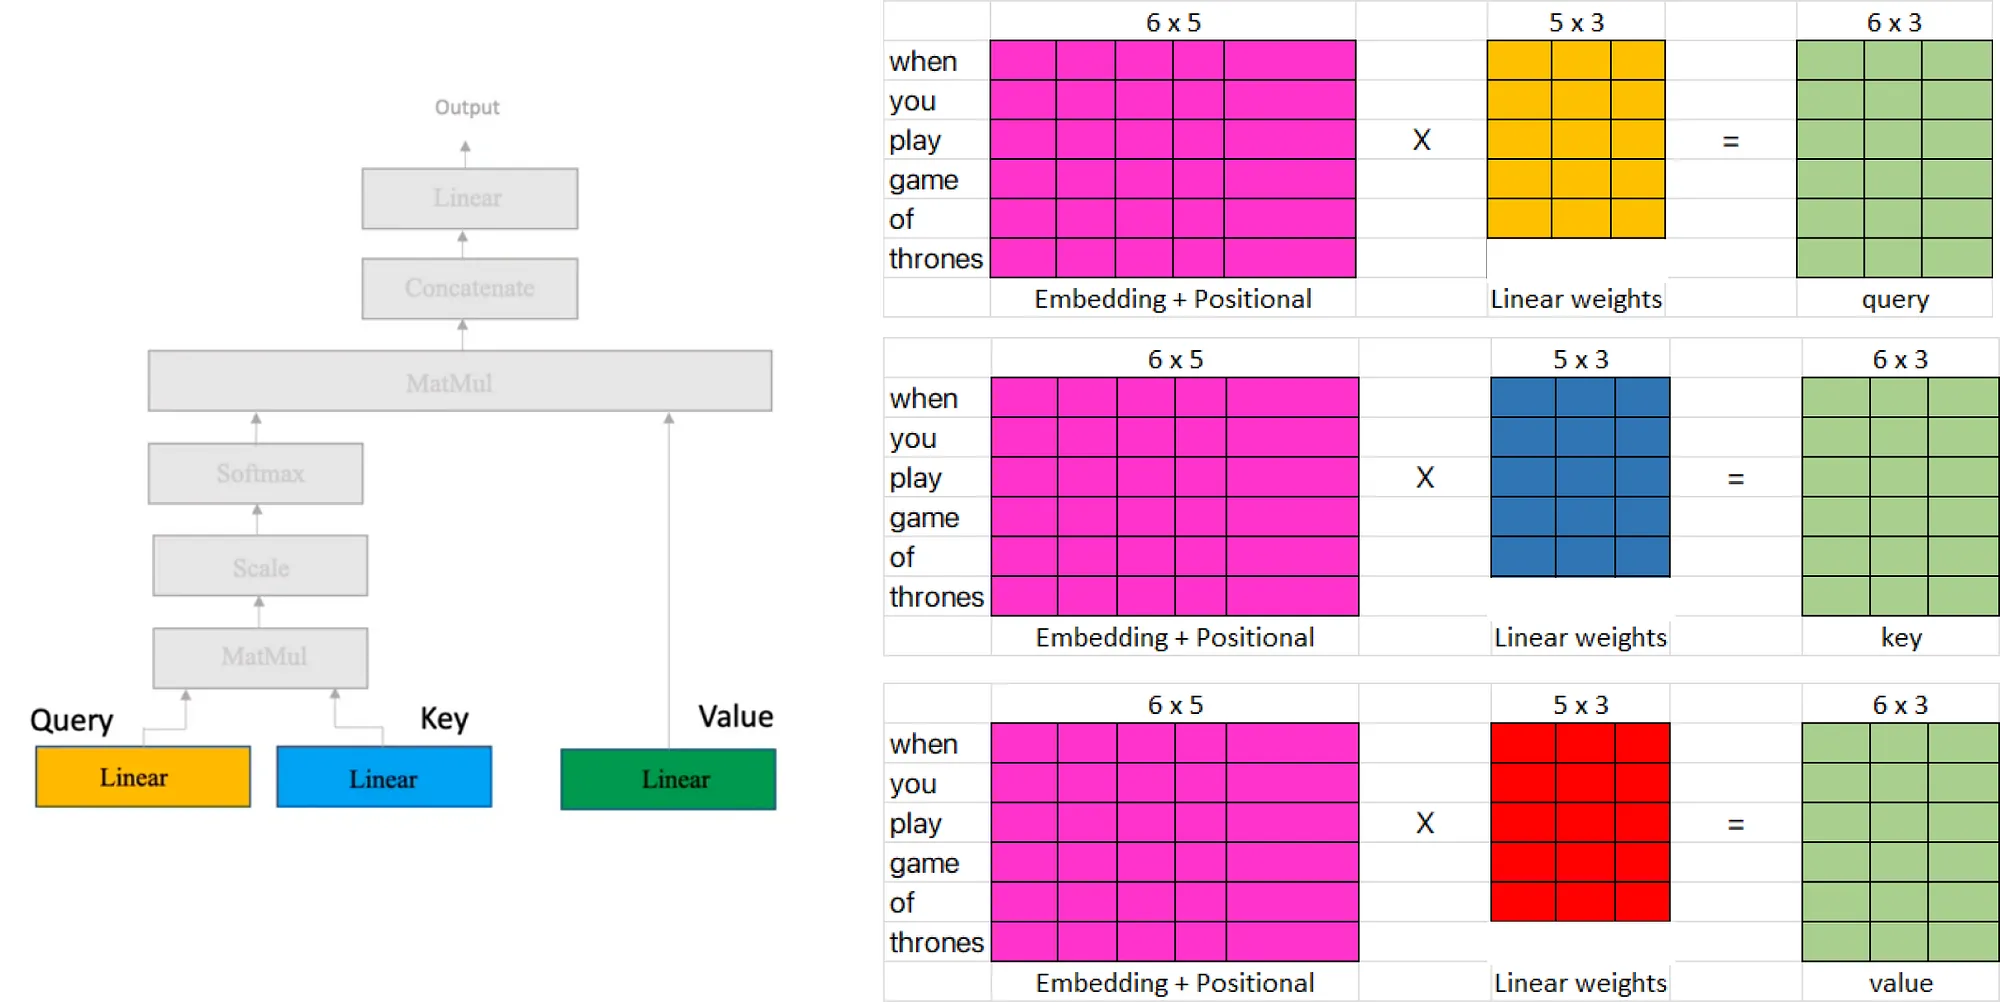 Output
Linear
Concatenate
MatMul
Softmax
Scale
MatMul
Query
Key
Value
Linear
Linear
Linear
6 x 5
5 x 3
6 x 3
when
you
play
X
=
game
of
thrones
Embedding + Positional
Linear weights
query
6 x 5
5 x 3
6 x 3
when
you
play
X
=
game
of
thrones
Embedding + Positional
Linear weights
key
6 x 5
5 x 3
6 x 3
when
you
play
X
=
game
of
thrones
Embedding + Positional
Linear weights
value